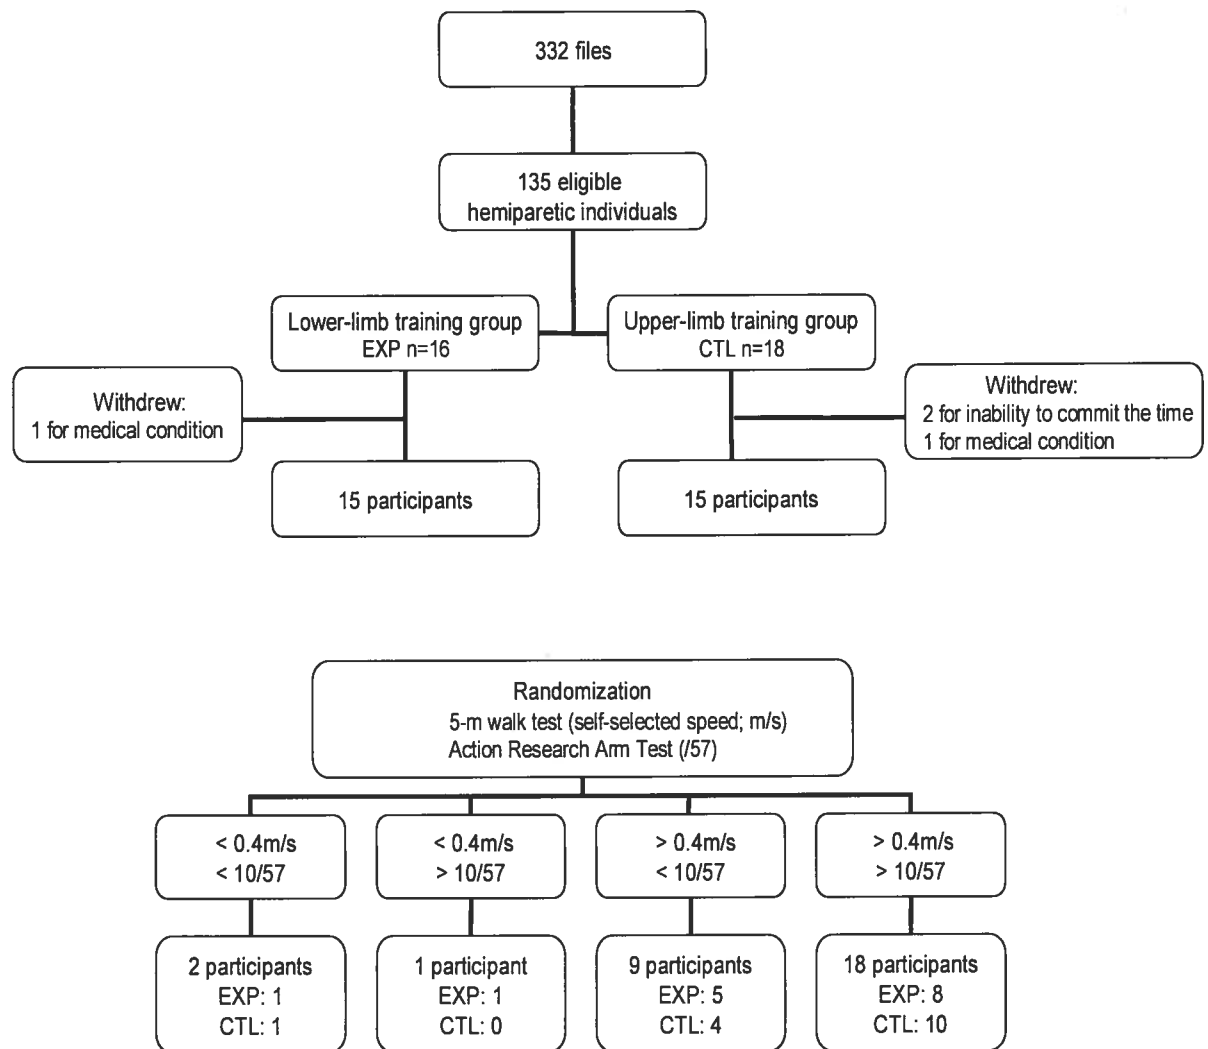 332 files
135 eligible
hemiparetic individuals
Lower-limb training group
EXP n=16
Upper-limb training group
CTL n=18
Withdrew:
1 for medical condition
Withdrew:
2 for inability to commit the time
1 for medical condition
15 participants
15 participants
Randomization
5-m walk test (self-selected speed; m/s)
Action Research Arm Test (/57)
< 0.4m/s
< 10/57
< 0.4m/s
> 10/57
> 0.4m/s
< 10/57
> 0.4m/s
> 10/57
2 participants
EXP: 1
CTL: 1
1 participant
EXP: 1
CTL: 0
9 participants
EXP: 5
CTL: 4
18 participants
EXP: 8
CTL: 10